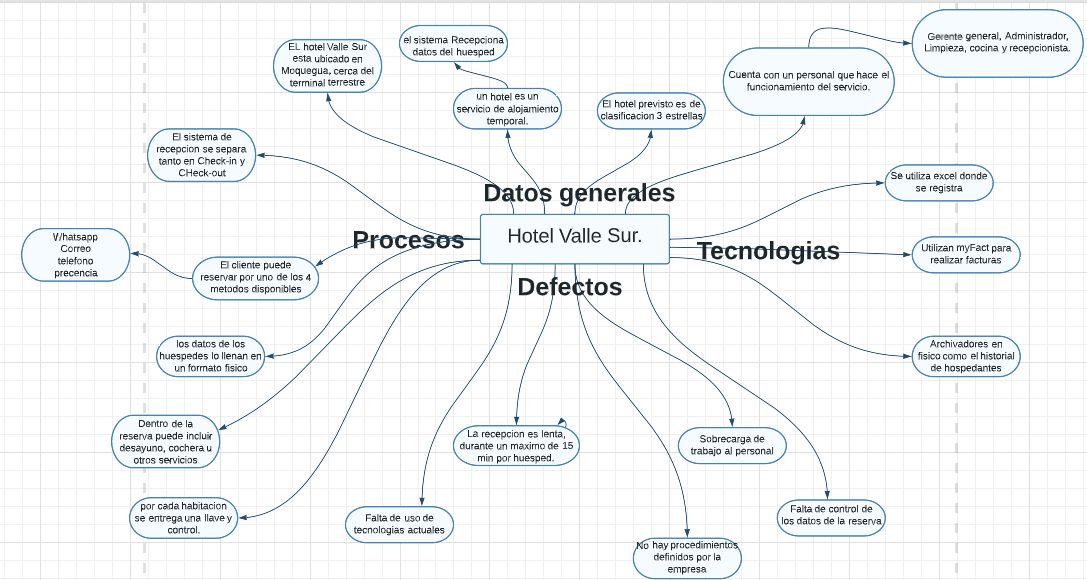 Gerente general, Administrador,
Limpieza, cocina y recepcionista.
el sistema Recepciona
datos del huesped
EL hotel Valle Sur
esta ubicado en
Moquegua, cerca del
terminal terrestre
Cuenta con un personal que hace el
funcionamiento del servicio.
un hotel es un
servicio de alojamiento
temporal.
El hotel previsto es de
clasificacion 3 estrellas
El sistema de
recepcion se separa
tanto en Check-in y
CHeck-out
Se utiliza excel donde
se registra
Datos generales
Hotel Valle Sur.
Procesos
Tecnologias
Defectos
Whatsapp
Correo
telefono
precencia
El cliente puede
reservar por uno de los 4
metodos disponibles
Utilizan myFact para
realizar facturas
los datos de los
huespedes lo llenan en
un formato fisico
Archivadores en
fisico como el historial
de hospedantes
Dentro de la
reserva puede incluir
desayuno, cochera u
otros servicios
La recepcion es lenta,
durante un maximo de 15
min por huesped.
Sobrecarga de
trabajo al personal
por cada habitacion
se entrega una llave y
control.
Falta de uso de
tecnologias actuales
Falta de control de
los datos de la reserva
No hay procedimientos
definidos por la
empresa